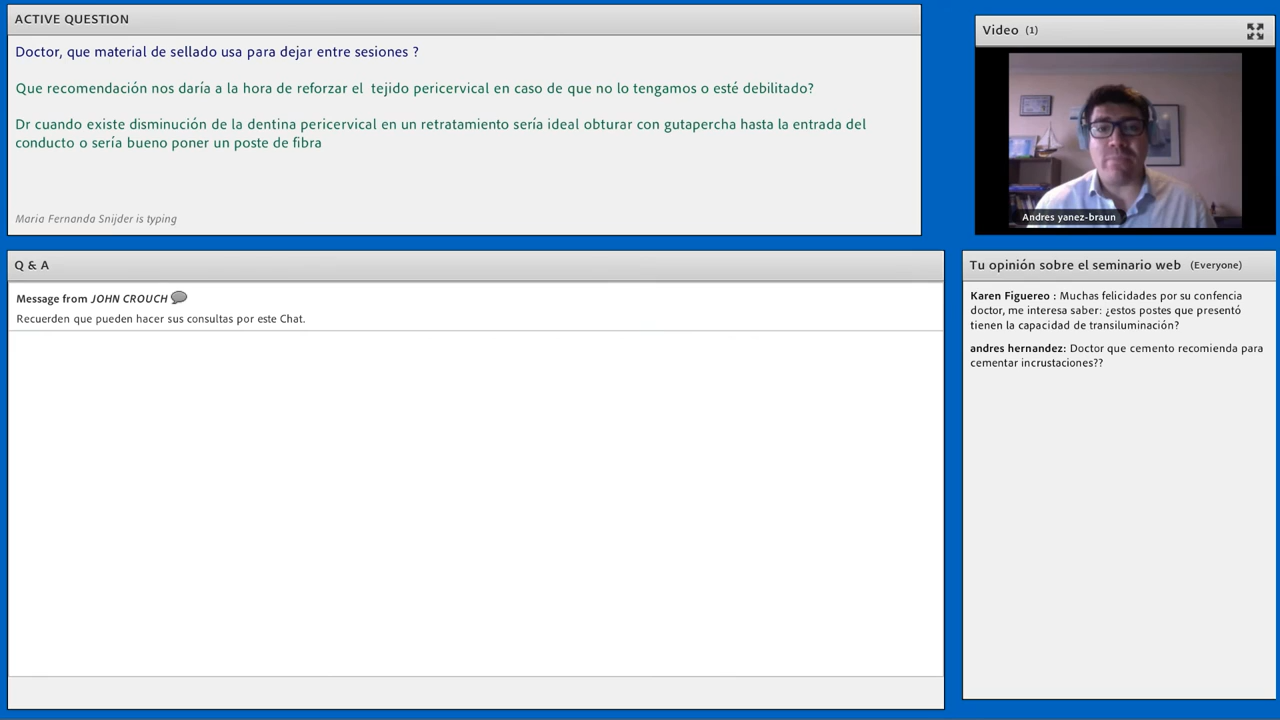 ACTIVE QUESTION
Doctor, que material de sellado usa para dejar entre sesiones ?
Que recomendación nos daría a la hora de reforzar el  tejido pericervical en caso de que no lo tengamos o esté debilitado?
Dr cuando existe disminución de la dentina pericervical en un retratamiento sería ideal obturar con gutapercha hasta la entrada del
conducto o sería bueno poner un poste de fibra
Maria Fernanda Snijder is typing
Video (1)
Andres yanez-braun
Q & A
Message from JOHN CROUCH
Recuerden que pueden hacer sus consultas por este Chat.
Tu opinión sobre el seminario web (Everyone)
Karen Figuereo : Muchas felicidades por su confencia
doctor, me interesa saber: ¿estos postes que presentó
tienen la capacidad de transiluminación?
andres hernandez: Doctor que cemento recomienda para
cementar incrustaciones??